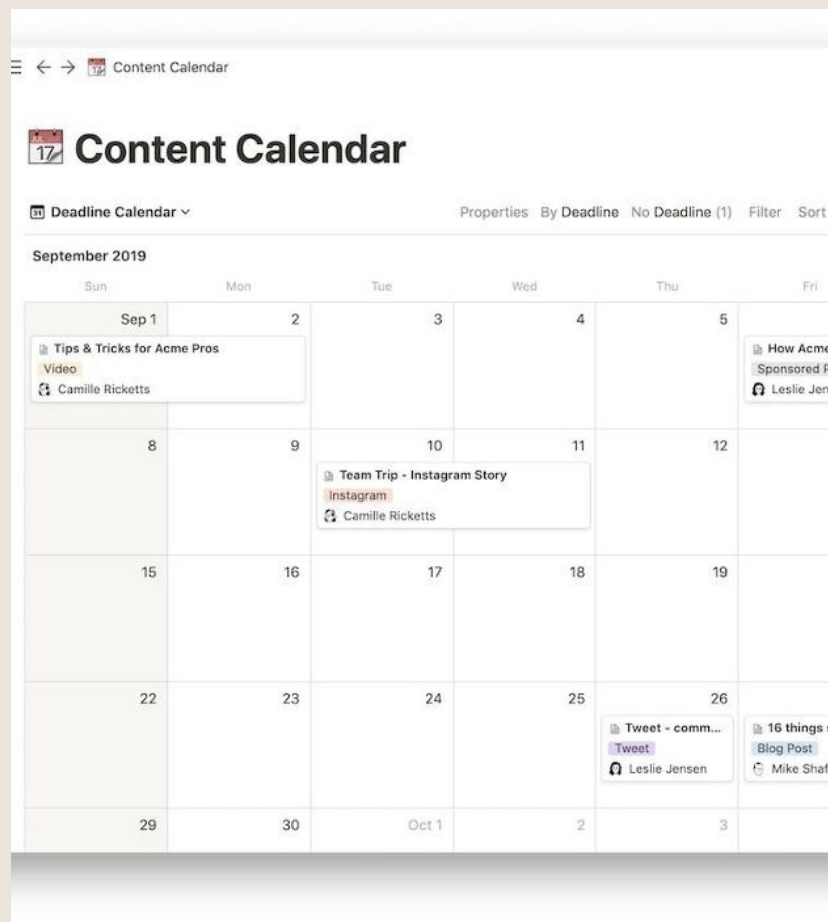 Content Calendar
Content Calendar
Deadline Calendar
Properties By Deadline No Deadline (1) Filter Sort
September 2019
Sun Mon Tue Wed Thu Fri
Sep 1 2 3 4 5
Tips & Tricks for Acme Pros
Video
Camille Ricketts
How Acme
Sponsored
Leslie Jen
8 9 10 11 12
Team Trip - Instagram Story
Instagram
Camille Ricketts
15 16 17 18 19
22 23 24 25 26
Tweet - comm...
Tweet
Leslie Jensen
16 things
Blog Post
Mike Shaf
29 30 Oct 1 2 3